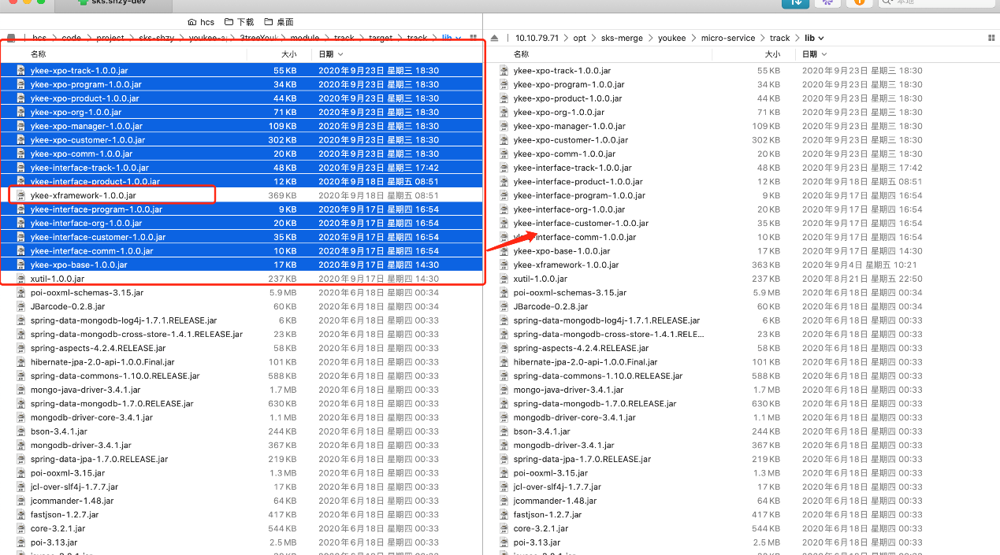 sks.shzy-dev
本地
hcs 下载 桌面
hcs code project sks-shzy module track target track lib
10.10.79.71 opt sks-merge youkee micro-service track lib
名称 大小 日期
ykee-xpo-track-1.0.0.jar 55 KB 2020年9月23日 星期三 18:30
ykee-xpo-program-1.0.0.jar 34 KB 2020年9月23日 星期三 18:30
ykee-xpo-product-1.0.0.jar 44 KB 2020年9月23日 星期三 18:30
ykee-xpo-org-1.0.0.jar 71 KB 2020年9月23日 星期三 18:30
ykee-xpo-manager-1.0.0.jar 109 KB 2020年9月23日 星期三 18:30
ykee-xpo-customer-1.0.0.jar 302 KB 2020年9月23日 星期三 18:30
ykee-xpo-comm-1.0.0.jar 20 KB 2020年9月23日 星期三 18:30
ykee-interface-track-1.0.0.jar 48 KB 2020年9月23日 星期三 17:42
ykee-interface-product-1.0.0.jar 12 KB 2020年9月18日 星期五 08:51
ykee-xframework-1.0.0.jar 369 KB 2020年9月18日 星期五 08:51
ykee-interface-program-1.0.0.jar 9 KB 2020年9月17日 星期四 16:54
ykee-interface-org-1.0.0.jar 20 KB 2020年9月17日 星期四 16:54
ykee-interface-customer-1.0.0.jar 35 KB 2020年9月17日 星期四 16:54
ykee-interface-comm-1.0.0.jar 10 KB 2020年9月17日 星期四 16:54
ykee-xpo-base-1.0.0.jar 17 KB 2020年9月17日 星期四 14:30
xutil-1.0.0.jar 237 KB 2020年9月17日 星期四 14:30
poi-ooxml-schemas-3.15.jar 5.9 MB 2020年6月18日 星期四 00:34
JBarcode-0.2.8.jar 60 KB 2020年6月18日 星期四 00:34
spring-data-mongodb-log4j-1.7.1.RELEASE.jar 6 KB 2020年6月18日 星期四 00:33
spring-data-mongodb-cross-store-1.4.1.RELEASE.jar 23 KB 2020年6月18日 星期四 00:33
spring-aspects-4.2.4.RELEASE.jar 58 KB 2020年6月18日 星期四 00:33
hibernate-jpa-2.0-api-1.0.0.Final.jar 101 KB 2020年6月18日 星期四 00:33
spring-data-commons-1.10.0.RELEASE.jar 588 KB 2020年6月18日 星期四 00:33
mongo-java-driver-3.4.1.jar 1.7 MB 2020年6月18日 星期四 00:33
spring-data-mongodb-1.7.0.RELEASE.jar 630 KB 2020年6月18日 星期四 00:33
mongodb-driver-core-3.4.1.jar 1.1 MB 2020年6月18日 星期四 00:33
bson-3.4.1.jar 244 KB 2020年6月18日 星期四 00:33
mongodb-driver-3.4.1.jar 367 KB 2020年6月18日 星期四 00:33
spring-data-jpa-1.7.0.RELEASE.jar 219 KB 2020年6月18日 星期四 00:33
poi-ooxml-3.15.jar 1.3 MB 2020年6月18日 星期四 00:33
jcl-over-slf4j-1.7.7.jar 17 KB 2020年6月18日 星期四 00:33
jcommander-1.48.jar 64 KB 2020年6月18日 星期四 00:33
fastjson-1.2.7.jar 417 KB 2020年6月18日 星期四 00:33
core-3.2.1.jar 544 KB 2020年6月18日 星期四 00:33
poi-3.13.jar 2.5 MB 2020年6月18日 星期四 00:33
名称 大小 日期
ykee-xpo-track-1.0.0.jar 55 KB 2020年9月23日 星期三 18:30
ykee-xpo-program-1.0.0.jar 34 KB 2020年9月23日 星期三 18:30
ykee-xpo-product-1.0.0.jar 44 KB 2020年9月23日 星期三 18:30
ykee-xpo-org-1.0.0.jar 71 KB 2020年9月23日 星期三 18:30
ykee-xpo-manager-1.0.0.jar 109 KB 2020年9月23日 星期三 18:30
ykee-xpo-customer-1.0.0.jar 302 KB 2020年9月23日 星期三 18:30
ykee-xpo-comm-1.0.0.jar 20 KB 2020年9月23日 星期三 18:30
ykee-interface-track-1.0.0.jar 48 KB 2020年9月23日 星期三 17:42
ykee-interface-product-1.0.0.jar 12 KB 2020年9月18日 星期五 08:51
ykee-interface-program-1.0.0.jar 9 KB 2020年9月17日 星期四 16:54
ykee-interface-org-1.0.0.jar 20 KB 2020年9月17日 星期四 16:54
ykee-interface-customer-1.0.0.jar 35 KB 2020年9月17日 星期四 16:54
ykee-interface-comm-1.0.0.jar 10 KB 2020年9月17日 星期四 16:54
ykee-xpo-base-1.0.0.jar 17 KB 2020年9月17日 星期四 14:30
ykee-xframework-1.0.0.jar 363 KB 2020年9月4日 星期五 10:21
xutil-1.0.0.jar 237 KB 2020年8月21日 星期五 22:50
poi-ooxml-schemas-3.15.jar 5.9 MB 2020年6月18日 星期四 00:34
JBarcode-0.2.8.jar 60 KB 2020年6月18日 星期四 00:34
spring-data-mongodb-log4j-1.7.1.RELEASE.jar 6 KB 2020年6月18日 星期四 00:33
spring-data-mongodb-cross-store-1.4.1.RELE... 23 KB 2020年6月18日 星期四 00:33
spring-aspects-4.2.4.RELEASE.jar 58 KB 2020年6月18日 星期四 00:33
hibernate-jpa-2.0-api-1.0.0.Final.jar 101 KB 2020年6月18日 星期四 00:33
spring-data-commons-1.10.0.RELEASE.jar 588 KB 2020年6月18日 星期四 00:33
mongo-java-driver-3.4.1.jar 1.7 MB 2020年6月18日 星期四 00:33
spring-data-mongodb-1.7.0.RELEASE.jar 630 KB 2020年6月18日 星期四 00:33
mongodb-driver-core-3.4.1.jar 1.1 MB 2020年6月18日 星期四 00:33
bson-3.4.1.jar 244 KB 2020年6月18日 星期四 00:33
mongodb-driver-3.4.1.jar 367 KB 2020年6月18日 星期四 00:33
spring-data-jpa-1.7.0.RELEASE.jar 219 KB 2020年6月18日 星期四 00:33
poi-ooxml-3.15.jar 1.3 MB 2020年6月18日 星期四 00:33
jcl-over-slf4j-1.7.7.jar 17 KB 2020年6月18日 星期四 00:33
jcommander-1.48.jar 64 KB 2020年6月18日 星期四 00:33
fastjson-1.2.7.jar 417 KB 2020年6月18日 星期四 00:33
core-3.2.1.jar 544 KB 2020年6月18日 星期四 00:33
poi-3.13.jar 2.5 MB 2020年6月18日 星期四 00:33